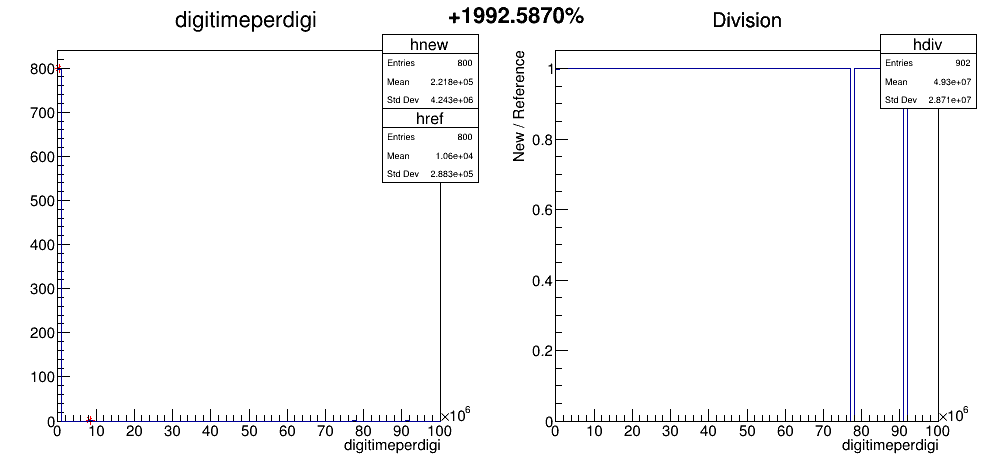 +1992.5870%
digitimeperdigi
hnew
Entries 800
Mean 2.218e+05
Std Dev 4.243e+06
href
Entries 800
Mean 1.06e+04
Std Dev 2.883e+05
800
700
600
500
400
300
200
100
0
0 10 20 30 40 50 60 70 80 90 100
×10⁶
digitimeperdigi
Division
hdiv
Entries 902
Mean 4.93e+07
Std Dev 2.871e+07
New / Reference
1
0.8
0.6
0.4
0.2
0
0 10 20 30 40 50 60 70 80 90 100
×10⁶
digitimeperdigi